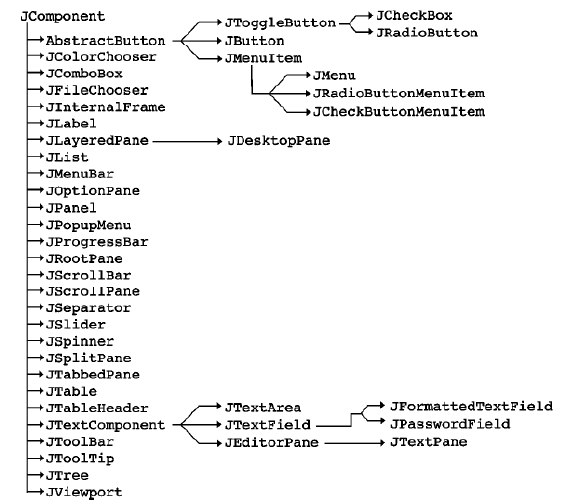 JComponent
JToggleButton
JCheckBox
JRadioButton
AbstractButton
JButton
JMenuItem
JColorChooser
JComboBox
JMenu
JFileChooser
JRadioButtonMenuItem
JInternalFrame
JCheckButtonMenuItem
JLabel
JLayeredPane
JDesktopPane
JList
JMenuBar
JOptionPane
JPanel
JPopupMenu
JProgressBar
JRootPane
JScrollBar
JScrollPane
JSeparator
JSlider
JSpinner
JSplitPane
JTabbedPane
JTable
JTableHeader
JTextArea
JFormattedTextField
JTextComponent
JTextField
JPasswordField
JToolBar
JEditorPane
JTextPane
JToolTip
JTree
JViewport